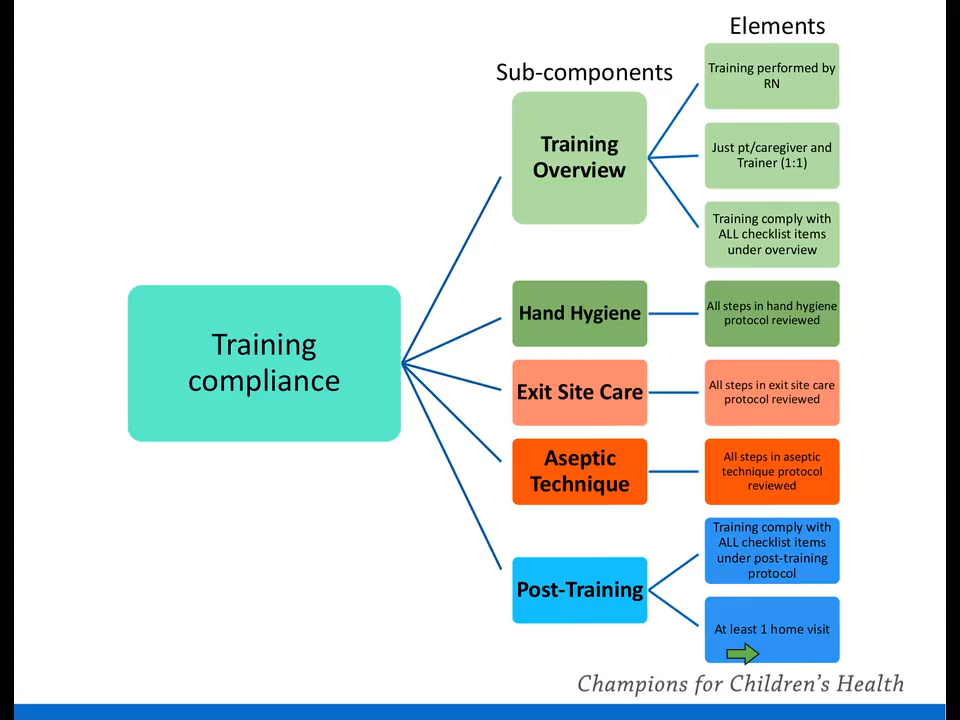 Elements
Sub-components
Training performed by
RN
Training
Overview
Just pt/caregiver and
Trainer (1:1)
Training comply with
ALL checklist items
under overview
Hand Hygiene
All steps in hand hygiene
protocol reviewed
Training
compliance
Exit Site Care
All steps in exit site care
protocol reviewed
Aseptic
Technique
All steps in aseptic
technique protocol
reviewed
Post-Training
Training comply with
ALL checklist items
under post-training
protocol
At least 1 home visit
Champions for Children's Health